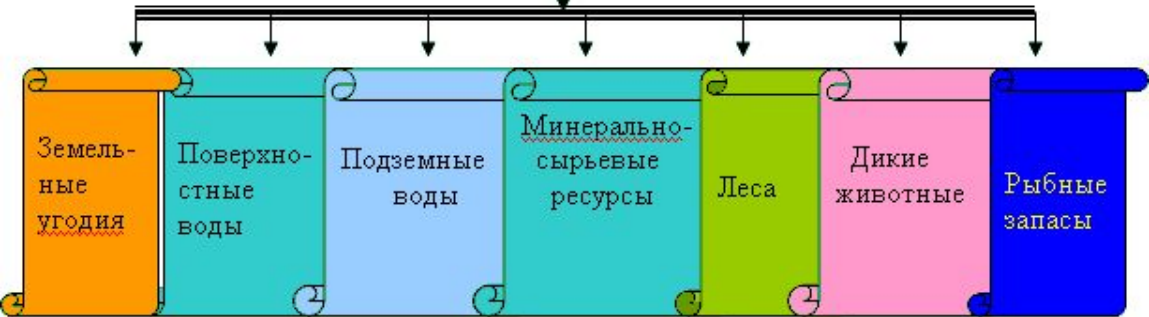 Земель-
ные
угодия
Поверхно-
стные
воды
Подземные
воды
Минерально-
сырьевые
ресурсы
Леса
Дикие
животные
Рыбные
запасы